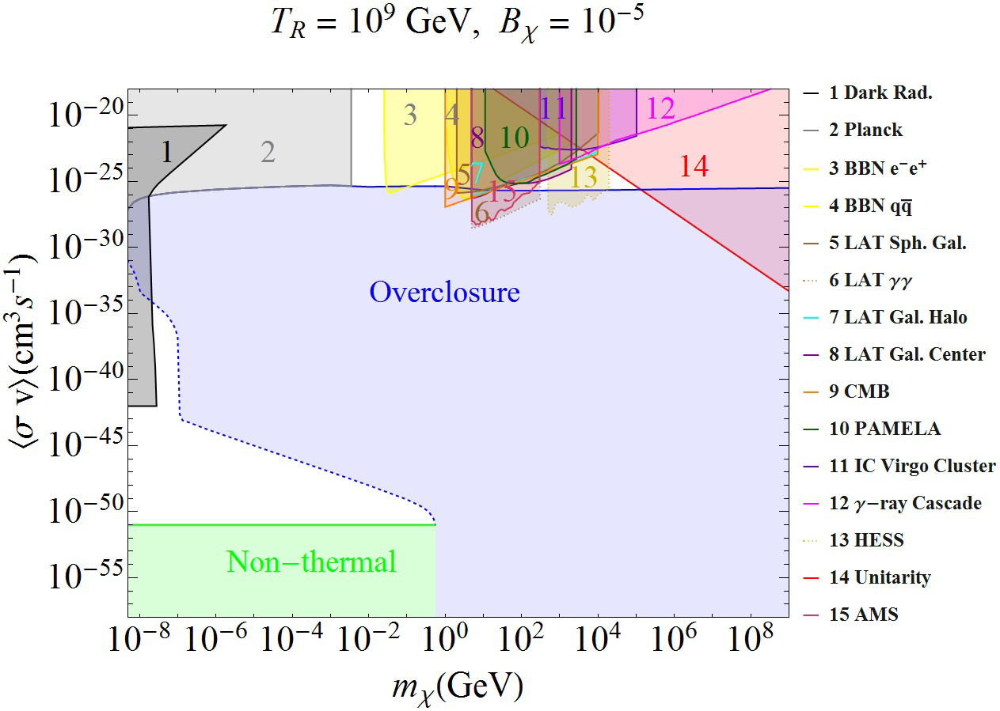 T_R = 10^9 GeV, B_χ = 10^−5
10^−20
10^−25
10^−30
10^−35
10^−40
10^−45
10^−50
10^−55
⟨σ v⟩(cm^3 s^−1)
1
2
3
4
5
6
7
8
9
10
11
12
13
14
15
Overclosure
Non−thermal
10^−8 10^−6 10^−4 10^−2 10^0 10^2 10^4 10^6 10^8
m_χ(GeV)
1 Dark Rad.
2 Planck
3 BBN e^−e^+
4 BBN qq̅
5 LAT Sph. Gal.
6 LAT γγ
7 LAT Gal. Halo
8 LAT Gal. Center
9 CMB
10 PAMELA
11 IC Virgo Cluster
12 γ−ray Cascade
13 HESS
14 Unitarity
15 AMS